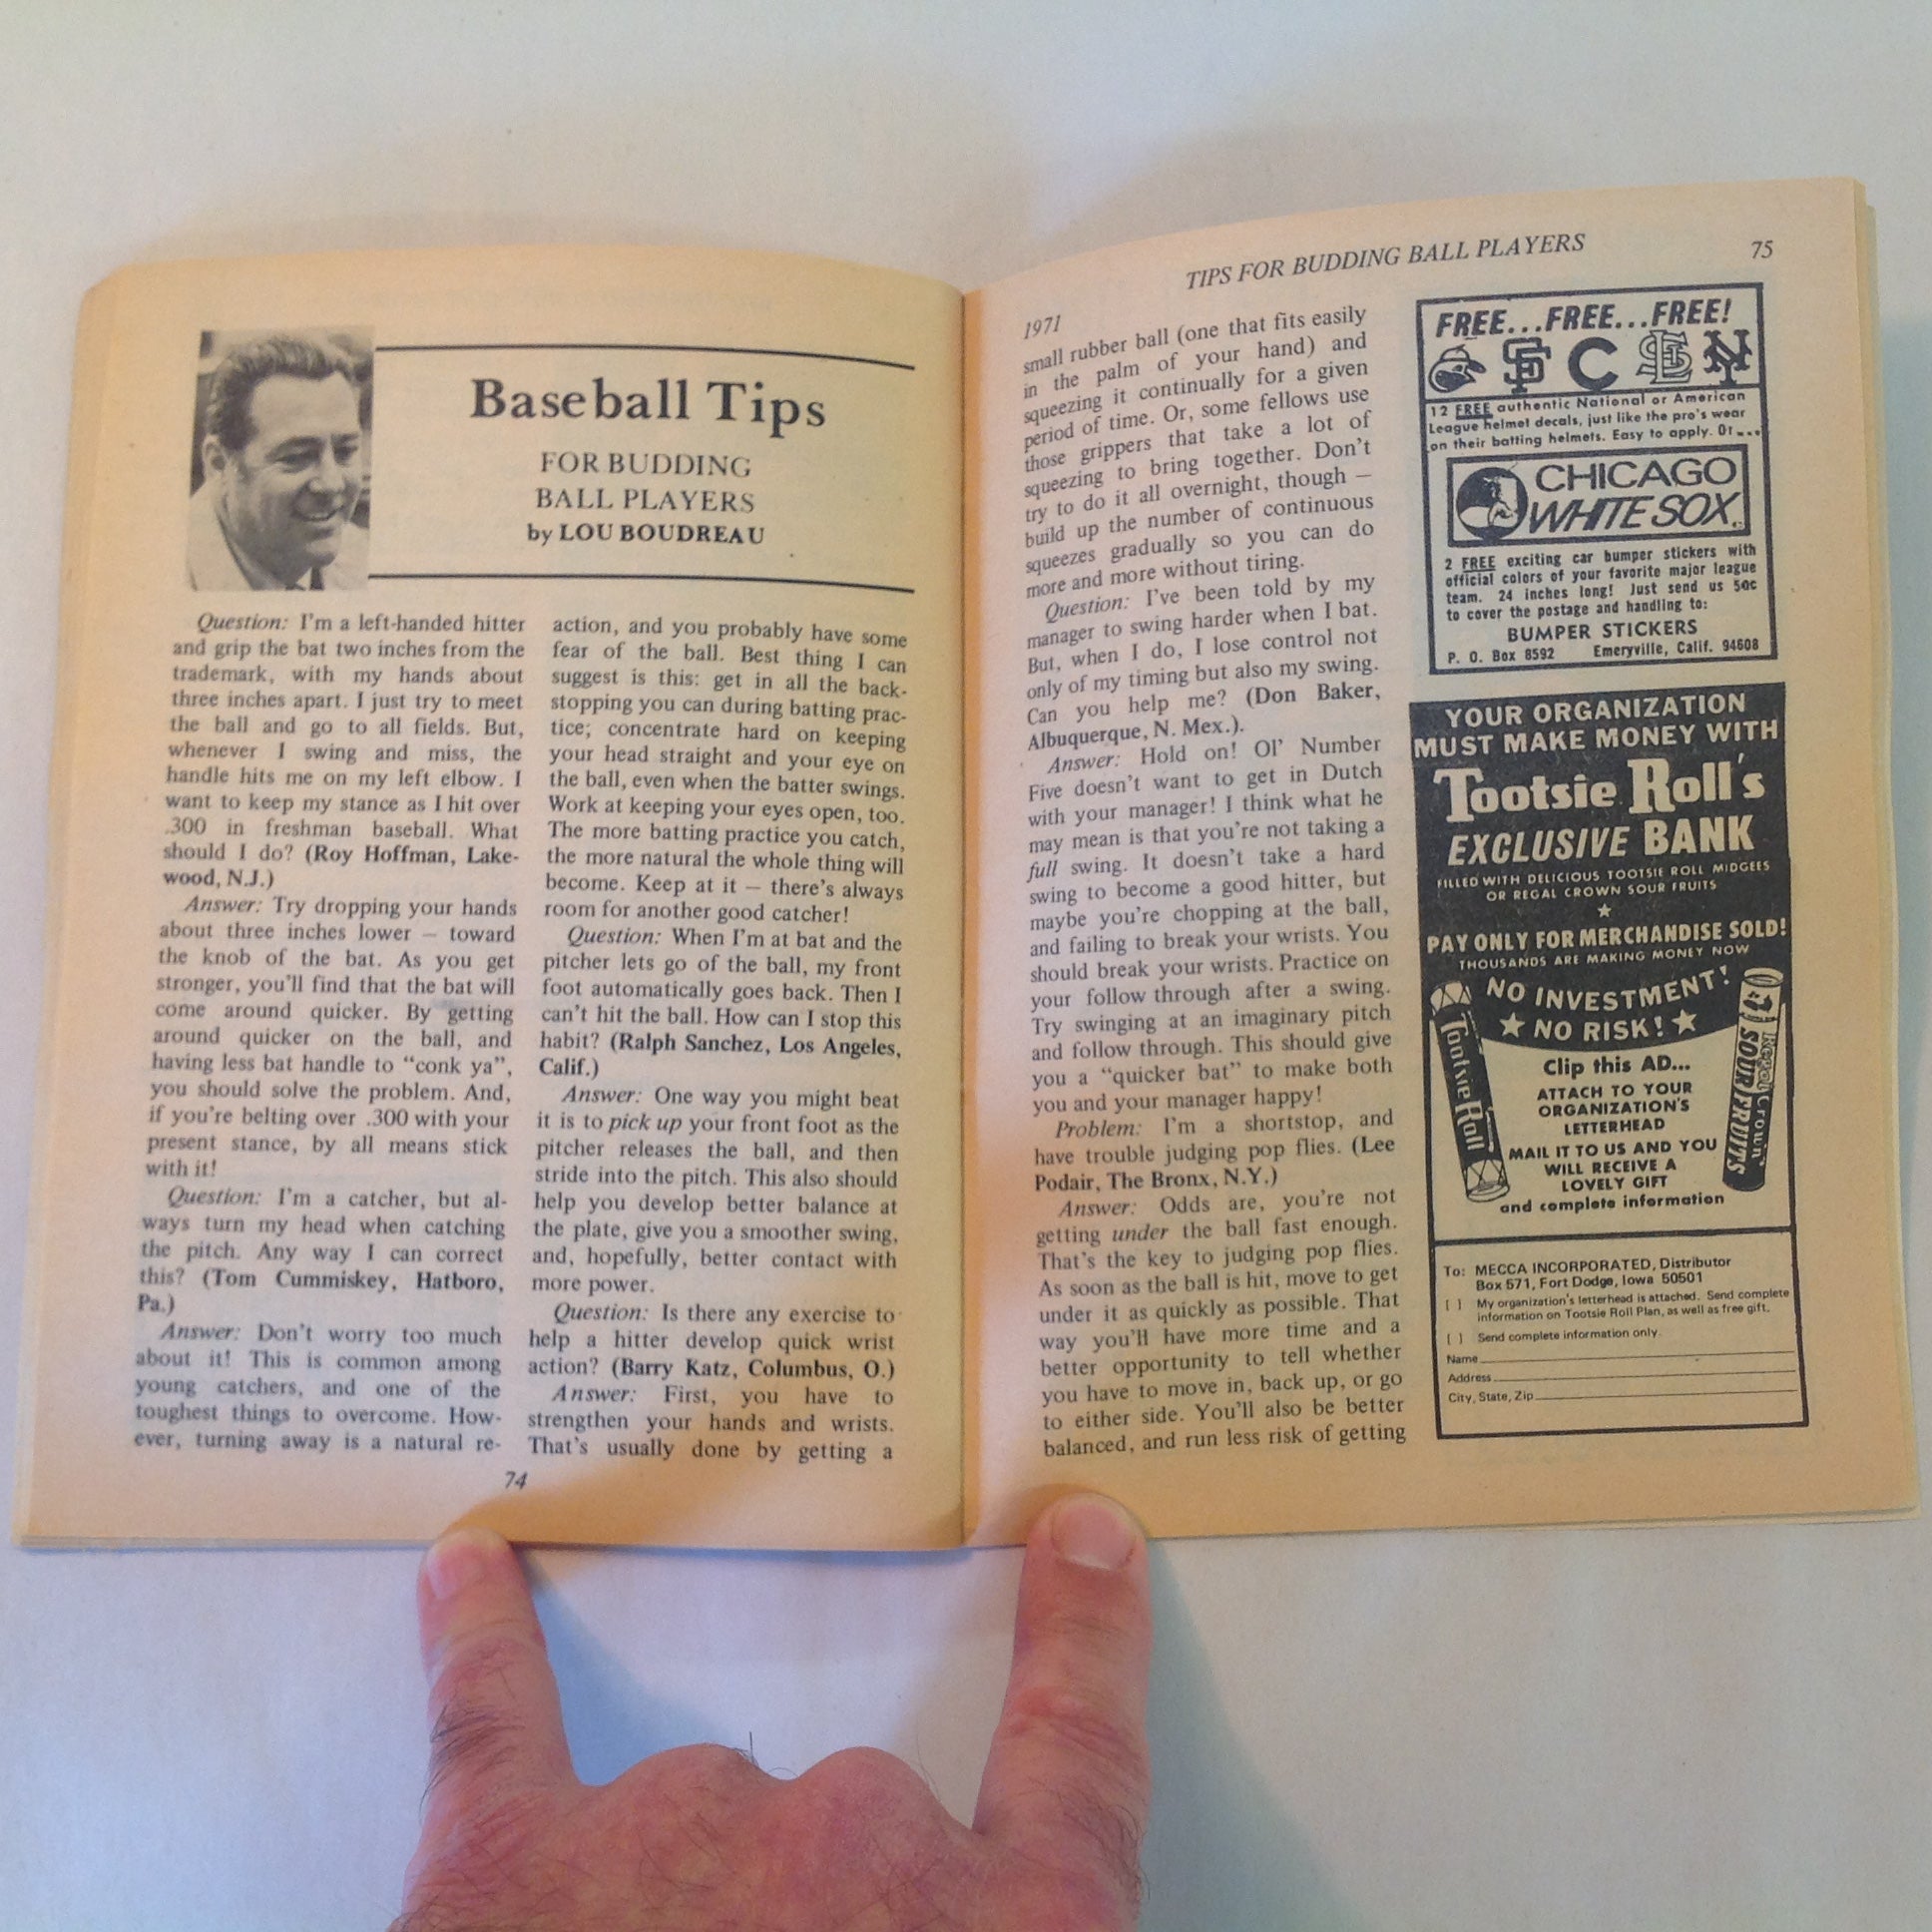 Baseball Tips
FOR BUDDING
BALL PLAYERS
by LOU BOUDREAU
Question: I'm a left-handed hitter
and grip the bat two inches from the
trademark, with my hands about
three inches apart. I just try to meet
the ball and go to all fields. But,
whenever I swing and miss, the
handle hits me on my left elbow. I
want to keep my stance as I hit over
.300 in freshman baseball. What
should I do? (Roy Hoffman, Lake-
wood, N.J.)
Answer: Try dropping your hands
about three inches lower — toward
the knob of the bat. As you get
stronger, you'll find that the bat will
come around quicker. By getting
around quicker on the ball, and
having less bat handle to "conk ya",
you should solve the problem. And,
if you're belting over .300 with your
present stance, by all means stick
with it!
Question: I'm a catcher, but al-
ways turn my head when catching
the pitch. Any way I can correct
this? (Tom Cummiskey, Hatboro,
Pa.)
Answer: Don't worry too much
about it! This is common among
young catchers, and one of the
toughest things to overcome. How-
ever, turning away is a natural re-
action, and you probably have some
fear of the ball. Best thing I can
suggest is this: get in all the back-
stopping you can during batting prac-
tice; concentrate hard on keeping
your head straight and your eye on
the ball, even when the batter swings.
Work at keeping your eyes open, too.
The more batting practice you catch,
the more natural the whole thing will
become. Keep at it — there's always
room for another good catcher!
Question: When I'm at bat and the
pitcher lets go of the ball, my front
foot automatically goes back. Then I
can't hit the ball. How can I stop this
habit? (Ralph Sanchez, Los Angeles,
Calif.)
Answer: One way you might beat
it is to pick up your front foot as the
pitcher releases the ball, and then
stride into the pitch. This also should
help you develop better balance at
the plate, give you a smoother swing,
and, hopefully, better contact with
more power.
Question: Is there any exercise to
help a hitter develop quick wrist
action? (Barry Katz, Columbus, O.)
Answer: First, you have to
strengthen your hands and wrists.
That's usually done by getting a
74
1971
TIPS FOR BUDDING BALL PLAYERS
75
small rubber ball (one that fits easily
in the palm of your hand) and
squeezing it continually for a given
period of time. Or, some fellows use
those grippers that take a lot of
squeezing to bring together. Don't
try to do it all overnight, though —
build up the number of continuous
squeezes gradually so you can do
more and more without tiring.
Question: I've been told by my
manager to swing harder when I bat.
But, when I do, I lose control not
only of my timing but also my swing.
Can you help me? (Don Baker,
Albuquerque, N. Mex.).
Answer: Hold on! Ol' Number
Five doesn't want to get in Dutch
with your manager! I think what he
may mean is that you're not taking a
full swing. It doesn't take a hard
swing to become a good hitter, but
maybe you're chopping at the ball,
and failing to break your wrists. You
should break your wrists. Practice on
your follow through after a swing.
Try swinging at an imaginary pitch
and follow through. This should give
you a "quicker bat" to make both
you and your manager happy!
Problem: I'm a shortstop, and
have trouble judging pop flies. (Lee
Podair, The Bronx, N.Y.)
Answer: Odds are, you're not
getting under the ball fast enough.
That's the key to judging pop flies.
As soon as the ball is hit, move to get
under it as quickly as possible. That
way you'll have more time and a
better opportunity to tell whether
you have to move in, back up, or go
to either side. You'll also be better
balanced, and run less risk of getting
FREE...FREE...FREE!
SF C STL NY
12 FREE authentic National or American
League helmet decals, just like the pro's wear
on their batting helmets. Easy to apply. Or...
CHICAGO
WHITE SOX
2 FREE exciting car bumper stickers with
official colors of your favorite major league
team. 24 inches long! Just send us 50c
to cover the postage and handling to:
BUMPER STICKERS
P. O. Box 8592 Emeryville, Calif. 94608
YOUR ORGANIZATION
MUST MAKE MONEY WITH
Tootsie Roll's
EXCLUSIVE BANK
FILLED WITH DELICIOUS TOOTSIE ROLL MIDGEES
OR REGAL CROWN SOUR FRUITS
PAY ONLY FOR MERCHANDISE SOLD!
THOUSANDS ARE MAKING MONEY NOW
NO INVESTMENT!
NO RISK!
Tootsie Roll
Regal Crown
SOUR FRUITS
Clip this AD...
ATTACH TO YOUR
ORGANIZATION'S
LETTERHEAD
MAIL IT TO US AND YOU
WILL RECEIVE A
LOVELY GIFT
and complete information
To: MECCA INCORPORATED, Distributor
Box 571, Fort Dodge, Iowa 50501
[ ] My organization's letterhead is attached. Send complete
information on Tootsie Roll Plan, as well as free gift.
[ ] Send complete information only.
Name
Address
City, State, Zip